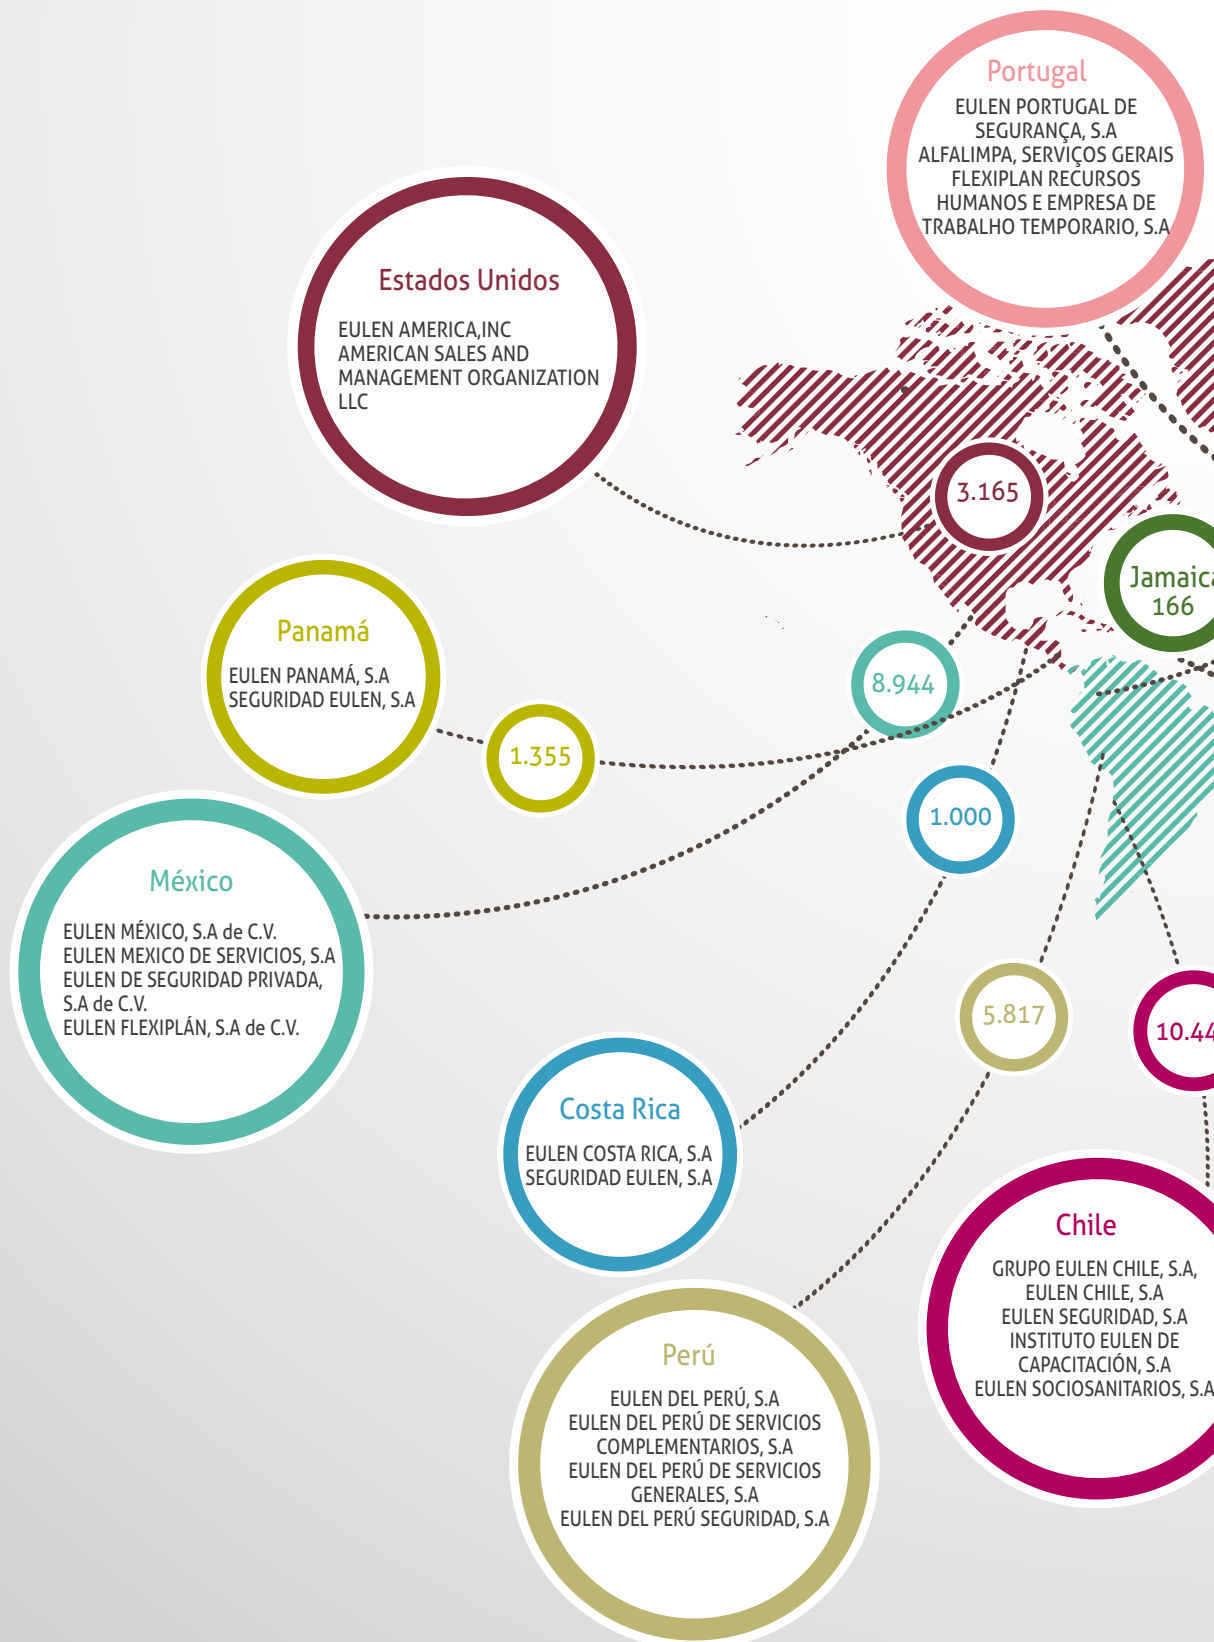 Portugal
EULEN PORTUGAL DE
SEGURANÇA, S.A
ALFALIMPA, SERVIÇOS GERAIS
FLEXIPLAN RECURSOS
HUMANOS E EMPRESA DE
TRABALHO TEMPORARIO, S.A
Estados Unidos
EULEN AMERICA,INC
AMERICAN SALES AND
MANAGEMENT ORGANIZATION
LLC
3.165
Jamaica
166
Panamá
EULEN PANAMÁ, S.A
SEGURIDAD EULEN, S.A
8.944
1.355
1.000
México
EULEN MÉXICO, S.A de C.V.
EULEN MEXICO DE SERVICIOS, S.A
EULEN DE SEGURIDAD PRIVADA,
S.A de C.V.
EULEN FLEXIPLÁN, S.A de C.V.
5.817
Costa Rica
EULEN COSTA RICA, S.A
SEGURIDAD EULEN, S.A
Chile
GRUPO EULEN CHILE, S.A,
EULEN CHILE, S.A
EULEN SEGURIDAD, S.A
INSTITUTO EULEN DE
CAPACITACIÓN, S.A
EULEN SOCIOSANITARIOS, S.A
Perú
EULEN DEL PERÚ, S.A
EULEN DEL PERÚ DE SERVICIOS
COMPLEMENTARIOS, S.A
EULEN DEL PERÚ DE SERVICIOS
GENERALES, S.A
EULEN DEL PERÚ SEGURIDAD, S.A